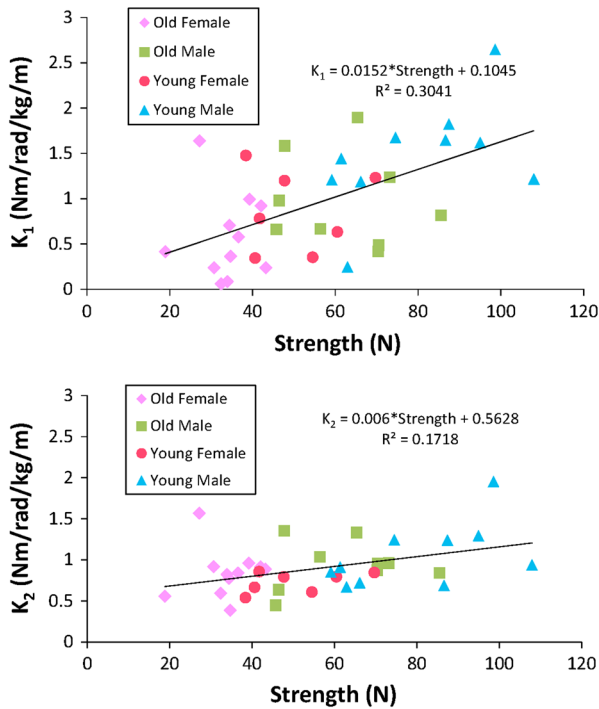 3
2.5
2
1.5
1
0.5
0
K1 (Nm/rad/kg/m)
Old Female
Old Male
Young Female
Young Male
K1 = 0.0152*Strength + 0.1045
R² = 0.3041
0 20 40 60 80 100 120
Strength (N)
3
2.5
2
1.5
1
0.5
0
K2 (Nm/rad/kg/m)
Old Female
Old Male
Young Female
Young Male
K2 = 0.006*Strength + 0.5628
R² = 0.1718
0 20 40 60 80 100 120
Strength (N)